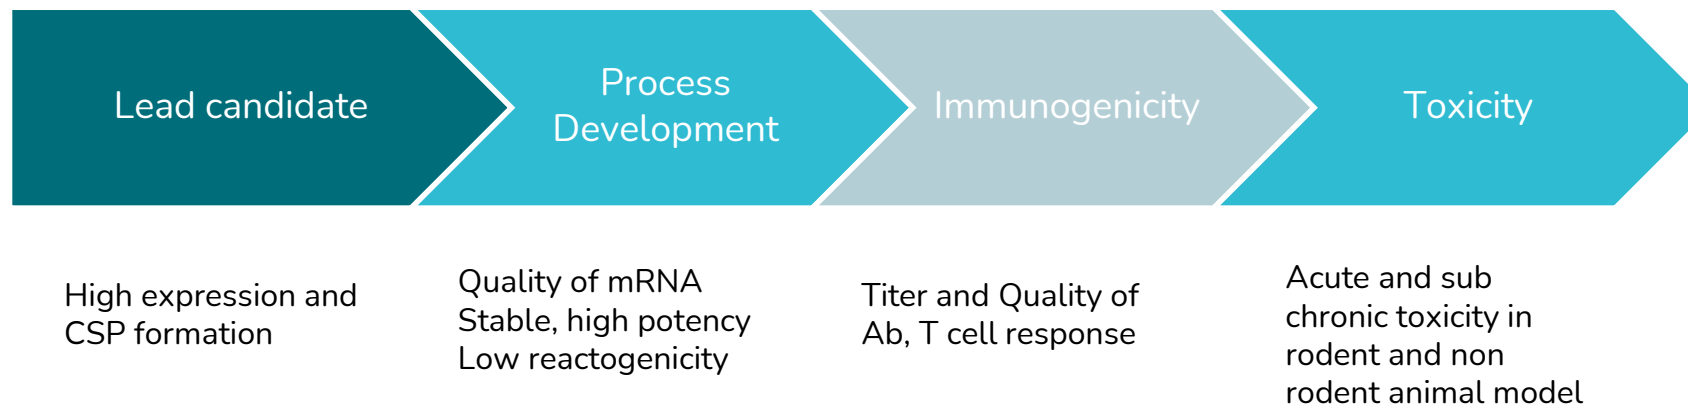 Lead candidate
Process
Development
Immunogenicity
Toxicity
High expression and
CSP formation
Quality of mRNA
Stable, high potency
Low reactogenicity
Titer and Quality of
Ab, T cell response
Acute and sub
chronic toxicity in
rodent and non
rodent animal model